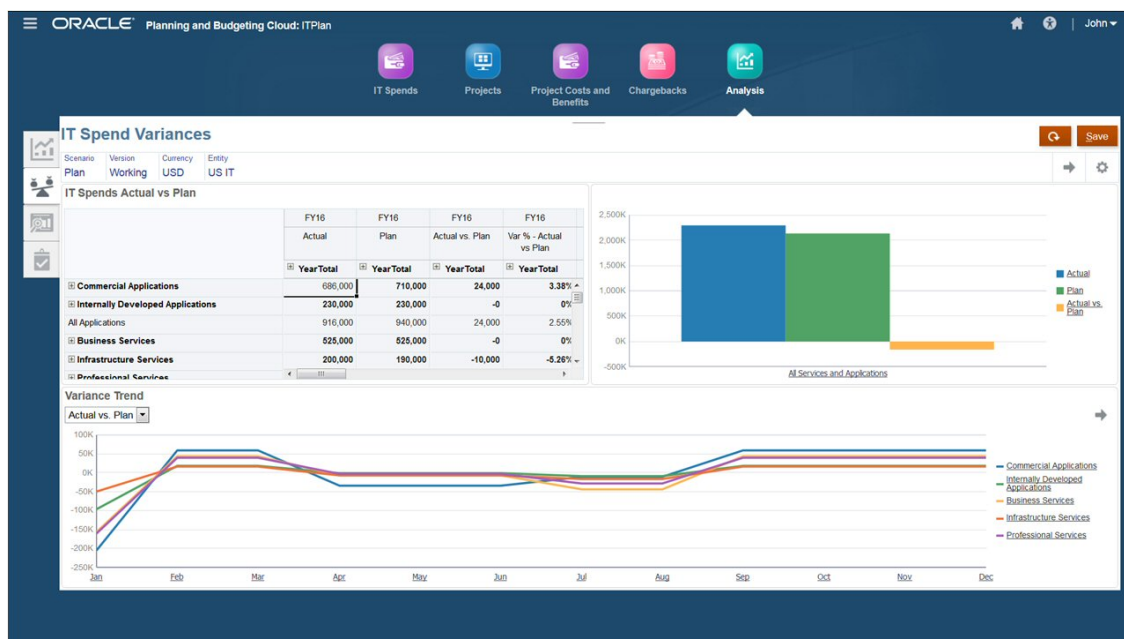 ORACLE® Planning and Budgeting Cloud: ITPlan
John
IT Spends
Projects
Project Costs and
Benefits
Chargebacks
Analysis
IT Spend Variances
Save
Scenario Version Currency Entity
Plan Working USD US IT
IT Spends Actual vs Plan
FY16 FY16 FY16 FY16
Actual Plan Actual vs. Plan Var % - Actual
vs Plan
YearTotal YearTotal YearTotal YearTotal
Commercial Applications 686,000 710,000 24,000 3.38%
Internally Developed Applications 230,000 230,000 -0 0%
All Applications 916,000 940,000 24,000 2.55%
Business Services 525,000 525,000 -0 0%
Infrastructure Services 200,000 190,000 -10,000 -5.26%
Professional Services
2,500K
2,000K
1,500K
1,000K
500K
0K
-500K
All Services and Applications
Actual
Plan
Actual vs.
Plan
Variance Trend
Actual vs. Plan
100K
50K
0K
-50K
-100K
-150K
-200K
-250K
Jan Feb Mar Apr May Jun Jul Aug Sep Oct Nov Dec
Commercial Applications
Internally Developed
Applications
Business Services
Infrastructure Services
Professional Services